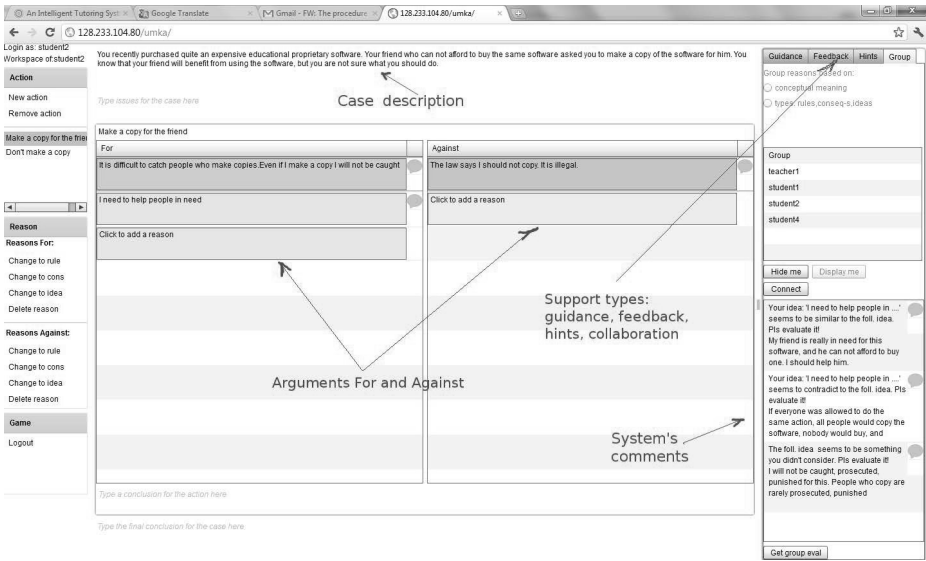 An Intelligent Tutoring Syst
Google Translate
Gmail - FW: The procedure
128.233.104.80/umka/
128.233.104.80/umka/
Login as: student2
Workspace of:student2
Action
New action
Remove action
Make a copy for the frien
Don't make a copy
Reason
Reasons For:
Change to rule
Change to cons
Change to idea
Delete reason
Reasons Against:
Change to rule
Change to cons
Change to idea
Delete reason
Game
Logout
You recently purchased quite an expensive educational proprietary software. Your friend who can not afford to buy the same software asked you to make a copy of the software for him. You
know that your friend will benefit from using the software, but you are not sure what you should do.
Case description
Type issues for the case here
Make a copy for the friend
For
Against
It is difficult to catch people who make copies.Even if I make a copy I will not be caught
The law says I should not copy. It is illegal.
I need to help people in need
Click to add a reason
Click to add a reason
Arguments For and Against
Support types:
guidance, feedback,
hints, collaboration
System's
comments
Type a conclusion for the action here
Type the final conclusion for the case here
Guidance
Feedback
Hints
Group
Group reasons based on:
conceptual meaning
types: rules,conseq-s,ideas
Group
teacher1
student1
student2
student4
Hide me
Display me
Connect
Your idea: 'I need to help people in ....'
seems to be similar to the foll. idea.
Pls evaluate it!
My friend is really in need for this
software, and he can not afford to buy
one. I should help him.
Your idea: 'I need to help people in ....'
seems to contradict to the foll. idea. Pls
evaluate it!
If everyone was allowed to do the
same action, all people would copy the
software, nobody would buy, and
The foll. idea seems to be something
you didn't consider. Pls evaluate it!
I will not be caught, prosecuted,
punished for this. People who copy are
rarely prosecuted, punished
Get group eval